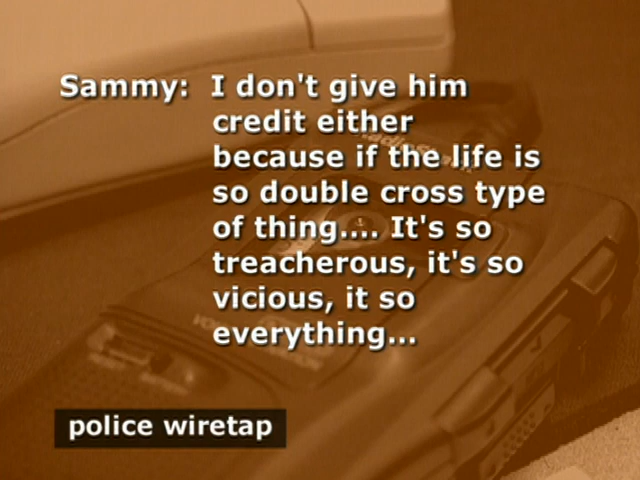 Sammy: I don't give him
credit either
because if the life is
so double cross type
of thing.... It's so
treacherous, it's so
vicious, it so
everything...
police wiretap